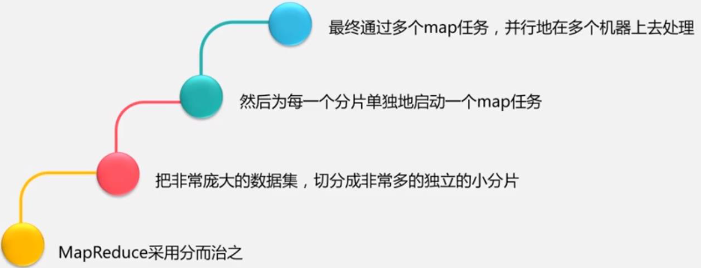 最终通过多个map任务，并行地在多个机器上去处理
然后为每一个分片单独地启动一个map任务
把非常庞大的数据集，切分成非常多的独立的小分片
MapReduce采用分而治之